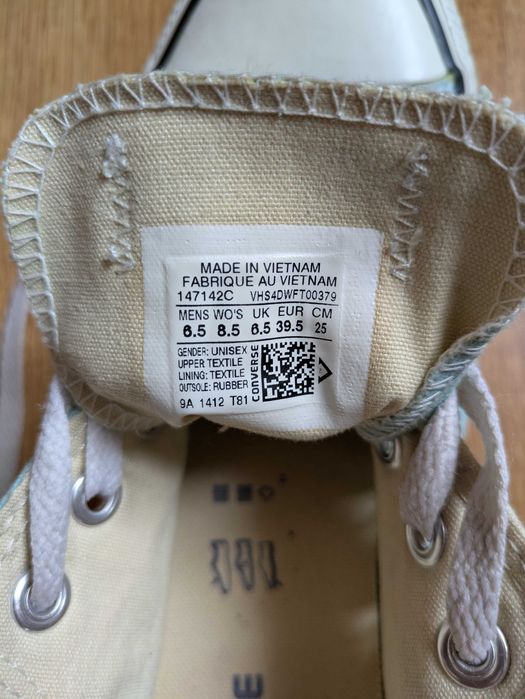 MADE IN VIETNAM
FABRIQUE AU VIETNAM
147142C VHS4DWFT00379
MENS WO'S UK EUR CM
6.5 8.5 6.5 39.5 25
GENDER: UNISEX
UPPER TEXTILE
LINING: TEXTILE
OUTSOLE: RUBBER
CONVERSE
9A 1412 T81